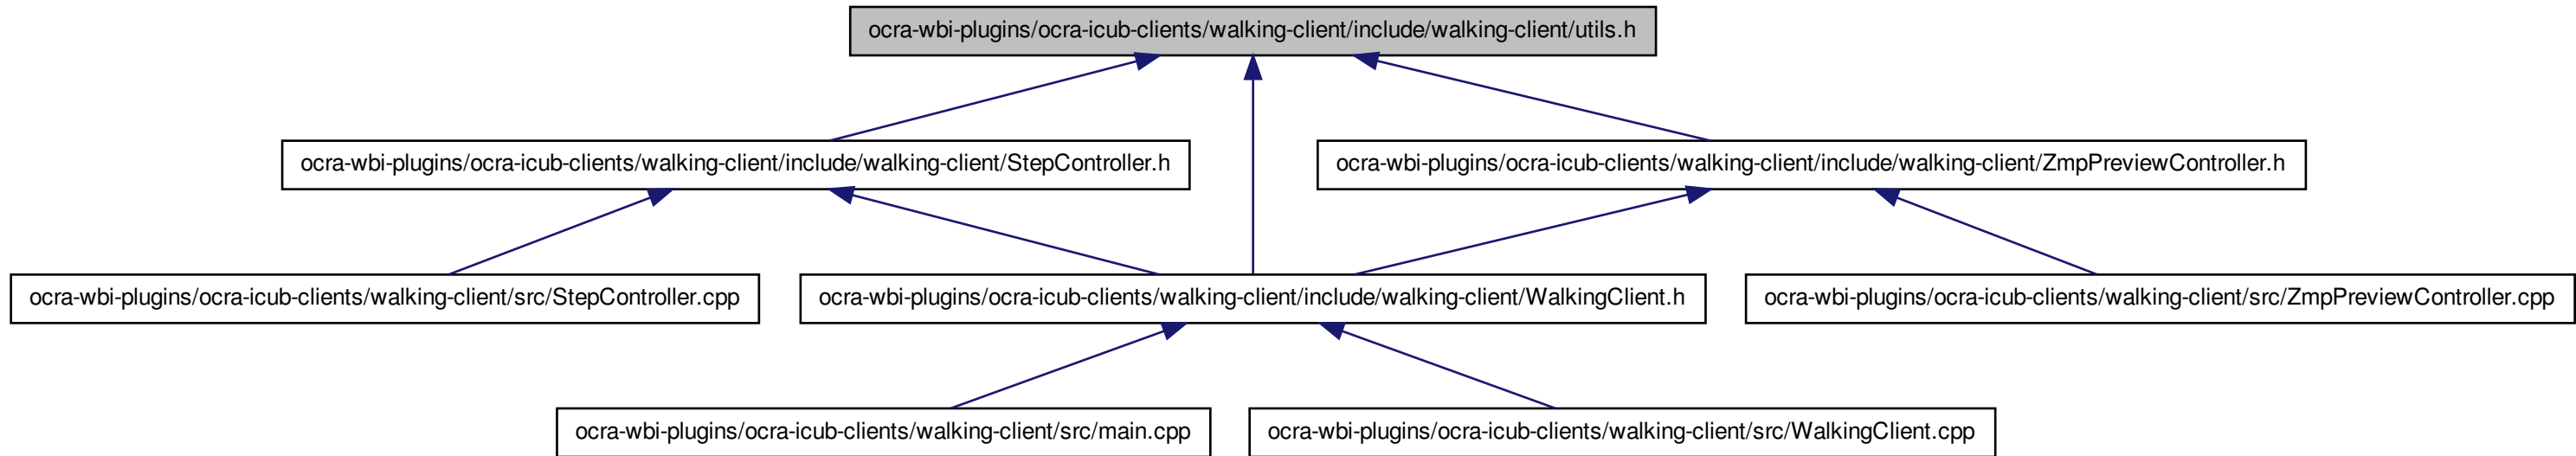 ocra-wbi-plugins/ocra-icub-clients/walking-client/include/walking-client/utils.h
ocra-wbi-plugins/ocra-icub-clients/walking-client/include/walking-client/StepController.h
ocra-wbi-plugins/ocra-icub-clients/walking-client/include/walking-client/ZmpPreviewController.h
ocra-wbi-plugins/ocra-icub-clients/walking-client/src/StepController.cpp
ocra-wbi-plugins/ocra-icub-clients/walking-client/include/walking-client/WalkingClient.h
ocra-wbi-plugins/ocra-icub-clients/walking-client/src/ZmpPreviewController.cpp
ocra-wbi-plugins/ocra-icub-clients/walking-client/src/main.cpp
ocra-wbi-plugins/ocra-icub-clients/walking-client/src/WalkingClient.cpp